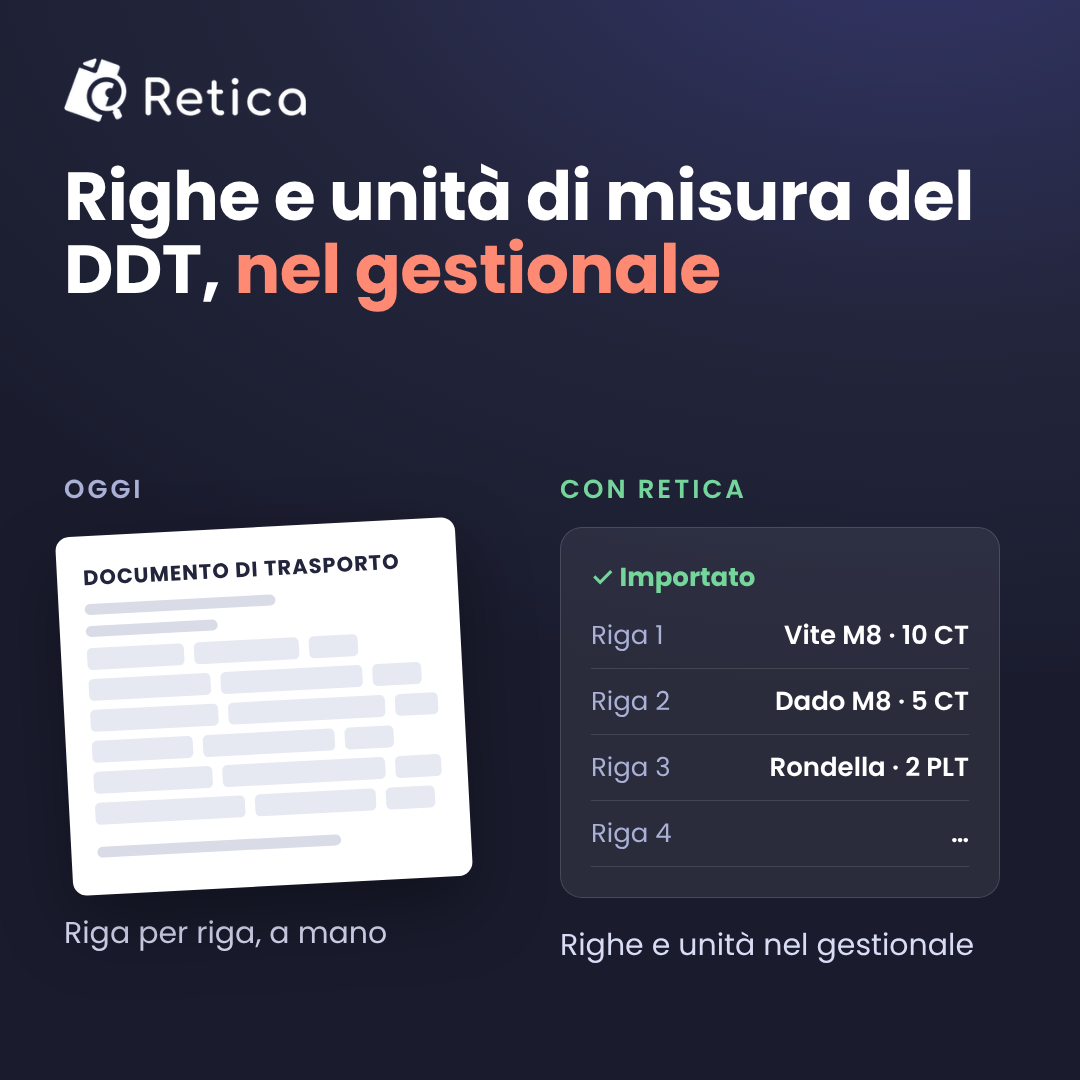 Retica
Righe e unità di misura del
DDT, nel gestionale
OGGI
DOCUMENTO DI TRASPORTO
Riga per riga, a mano
CON RETICA
✓ Importato
Riga 1 Vite M8 · 10 CT
Riga 2 Dado M8 · 5 CT
Riga 3 Rondella · 2 PLT
Riga 4 ...
Righe e unità nel gestionale